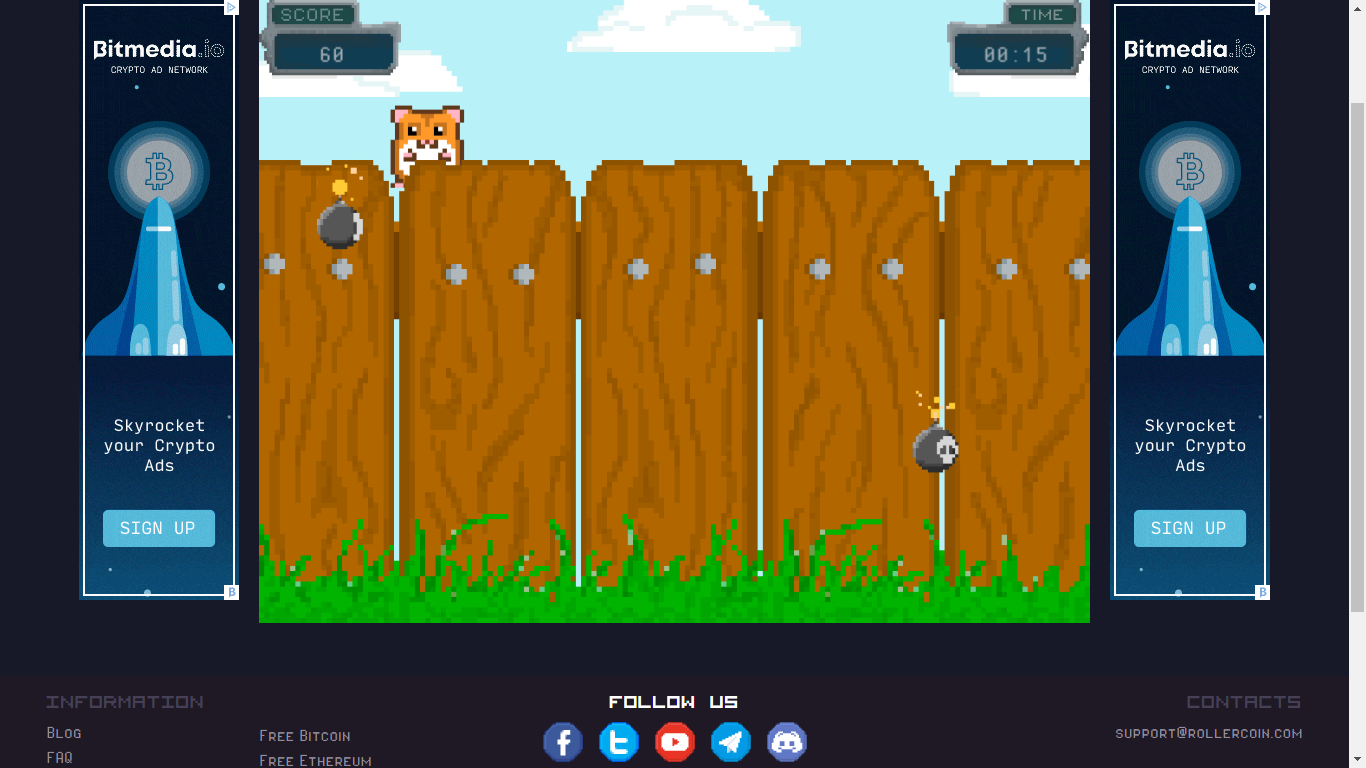 SCORE
60
TIME
00:15
Bitmedia.io
CRYPTO AD NETWORK
Skyrocket
your Crypto
Ads
SIGN UP
Bitmedia.io
CRYPTO AD NETWORK
Skyrocket
your Crypto
Ads
SIGN UP
INFORMATION
Blog
FAQ
Free Bitcoin
Free Ethereum
FOLLOW US
CONTACTS
support@rollercoin.com